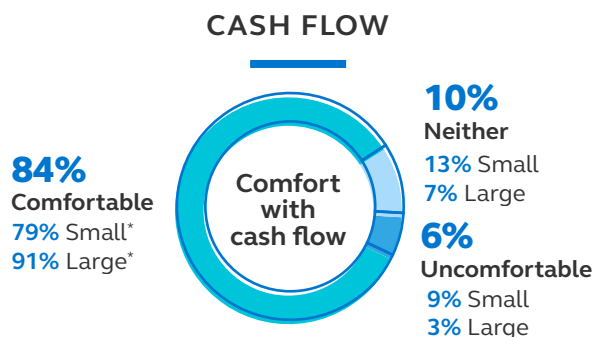 CASH FLOW
84%
Comfortable
79% Small*
91% Large*
Comfort
with
cash flow
10%
Neither
13% Small
7% Large
6%
Uncomfortable
9% Small
3% Large